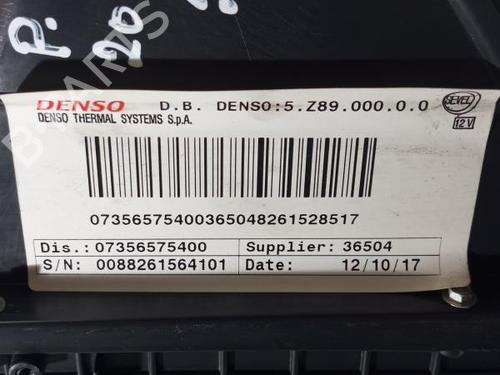 P. 20
DENSO D.B. DENSO:5.Z89.000.0.0
DENSO THERMAL SYSTEMS S.p.A.
SEVEL
12V
07356575400365048261528517
Dis.: 07356575400 Supplier: 36504
S/N: 0088261564101 Date: 12/10/17